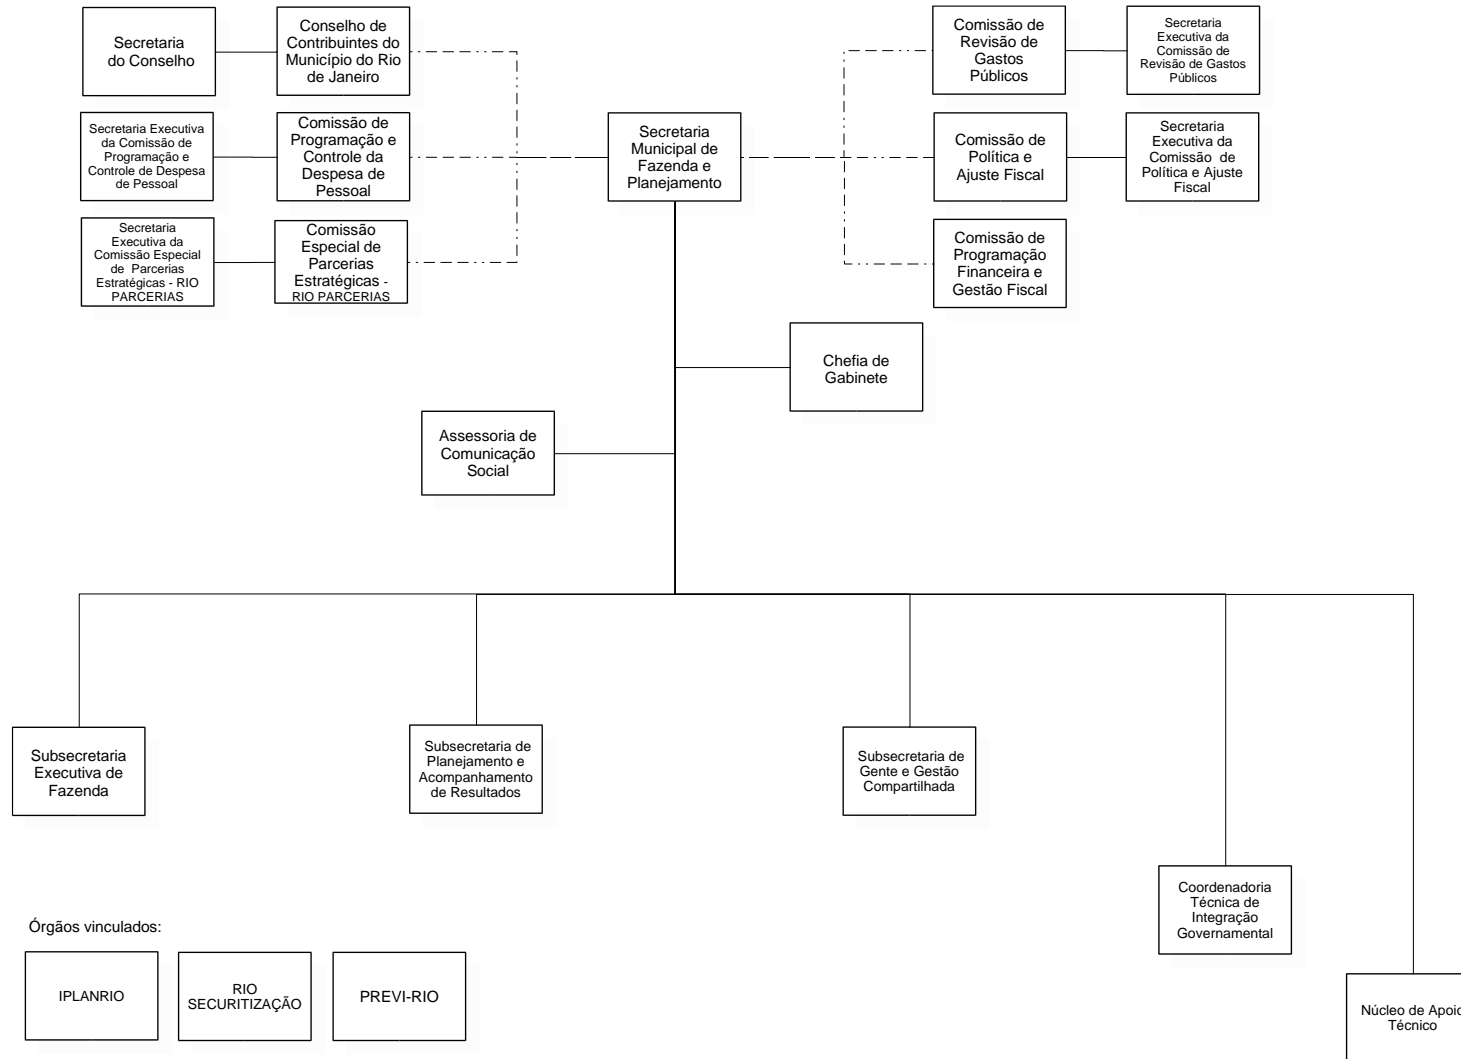 Secretaria
do Conselho
Conselho de
Contribuintes do
Município do Rio
de Janeiro
Comissão de
Revisão de
Gastos
Públicos
Secretaria
Executiva da
Comissão de
Revisão de Gastos
Públicos
Secretaria Executiva
da Comissão de
Programação e
Controle de Despesa
de Pessoal
Comissão de
Programação e
Controle da
Despesa de
Pessoal
Secretaria
Municipal de
Fazenda e
Planejamento
Comissão de
Política e
Ajuste Fiscal
Secretaria
Executiva da
Comissão de
Política e Ajuste
Fiscal
Secretaria
Executiva da
Comissão Especial
de Parcerias
Estratégicas - RIO
PARCERIAS
Comissão
Especial de
Parcerias
Estratégicas -
RIO PARCERIAS
Comissão de
Programação
Financeira e
Gestão Fiscal
Chefia de
Gabinete
Assessoria de
Comunicação
Social
Subsecretaria
Executiva de
Fazenda
Subsecretaria de
Planejamento e
Acompanhamento
de Resultados
Subsecretaria de
Gente e Gestão
Compartilhada
Coordenadoria
Técnica de
Integração
Governamental
Órgãos vinculados:
IPLANRIO
RIO
SECURITIZAÇÃO
PREVI-RIO
Núcleo de Apoio
Técnico